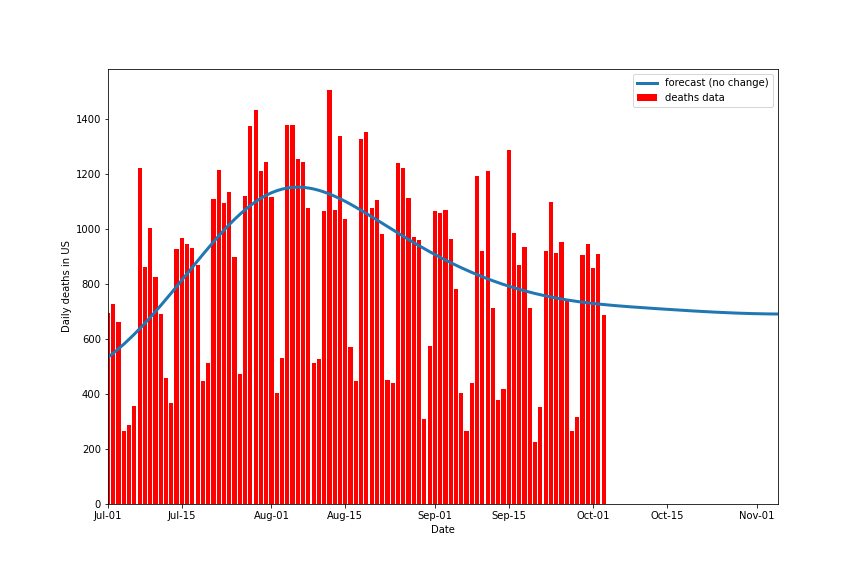 forecast (no change)
deaths data
Daily deaths in US
1400
1200
1000
800
600
400
200
0
Jul-01 Jul-15 Aug-01 Aug-15 Sep-01 Sep-15 Oct-01 Oct-15 Nov-01
Date